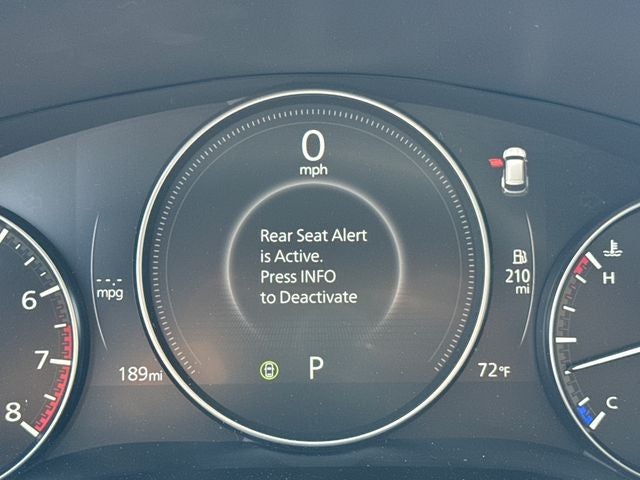 0
mph
Rear Seat Alert
is Active.
Press INFO
to Deactivate
--.-
mpg
210
mi
6
7
8
H
C
189mi
P
72°F